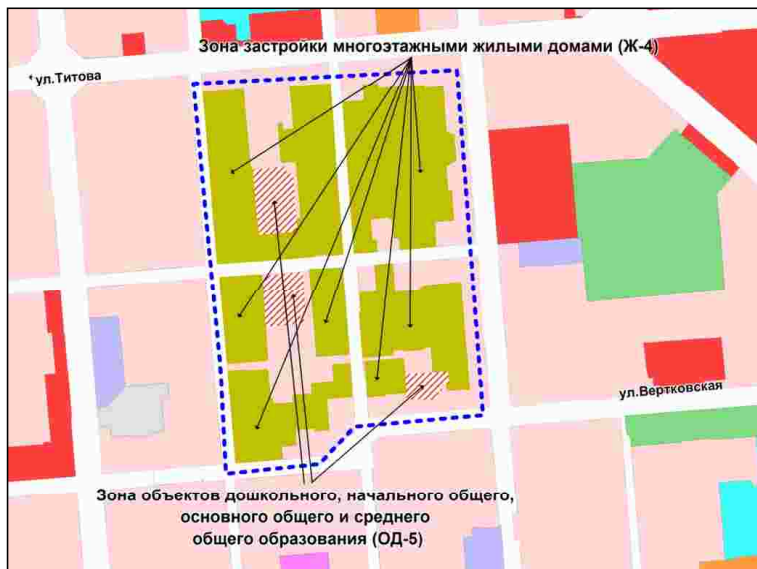 Зона застройки многоэтажными жилыми домами (Ж-4)
ул.Титова
ул.Вертковская
Зона объектов дошкольного, начального общего,
основного общего и среднего
общего образования (ОД-5)